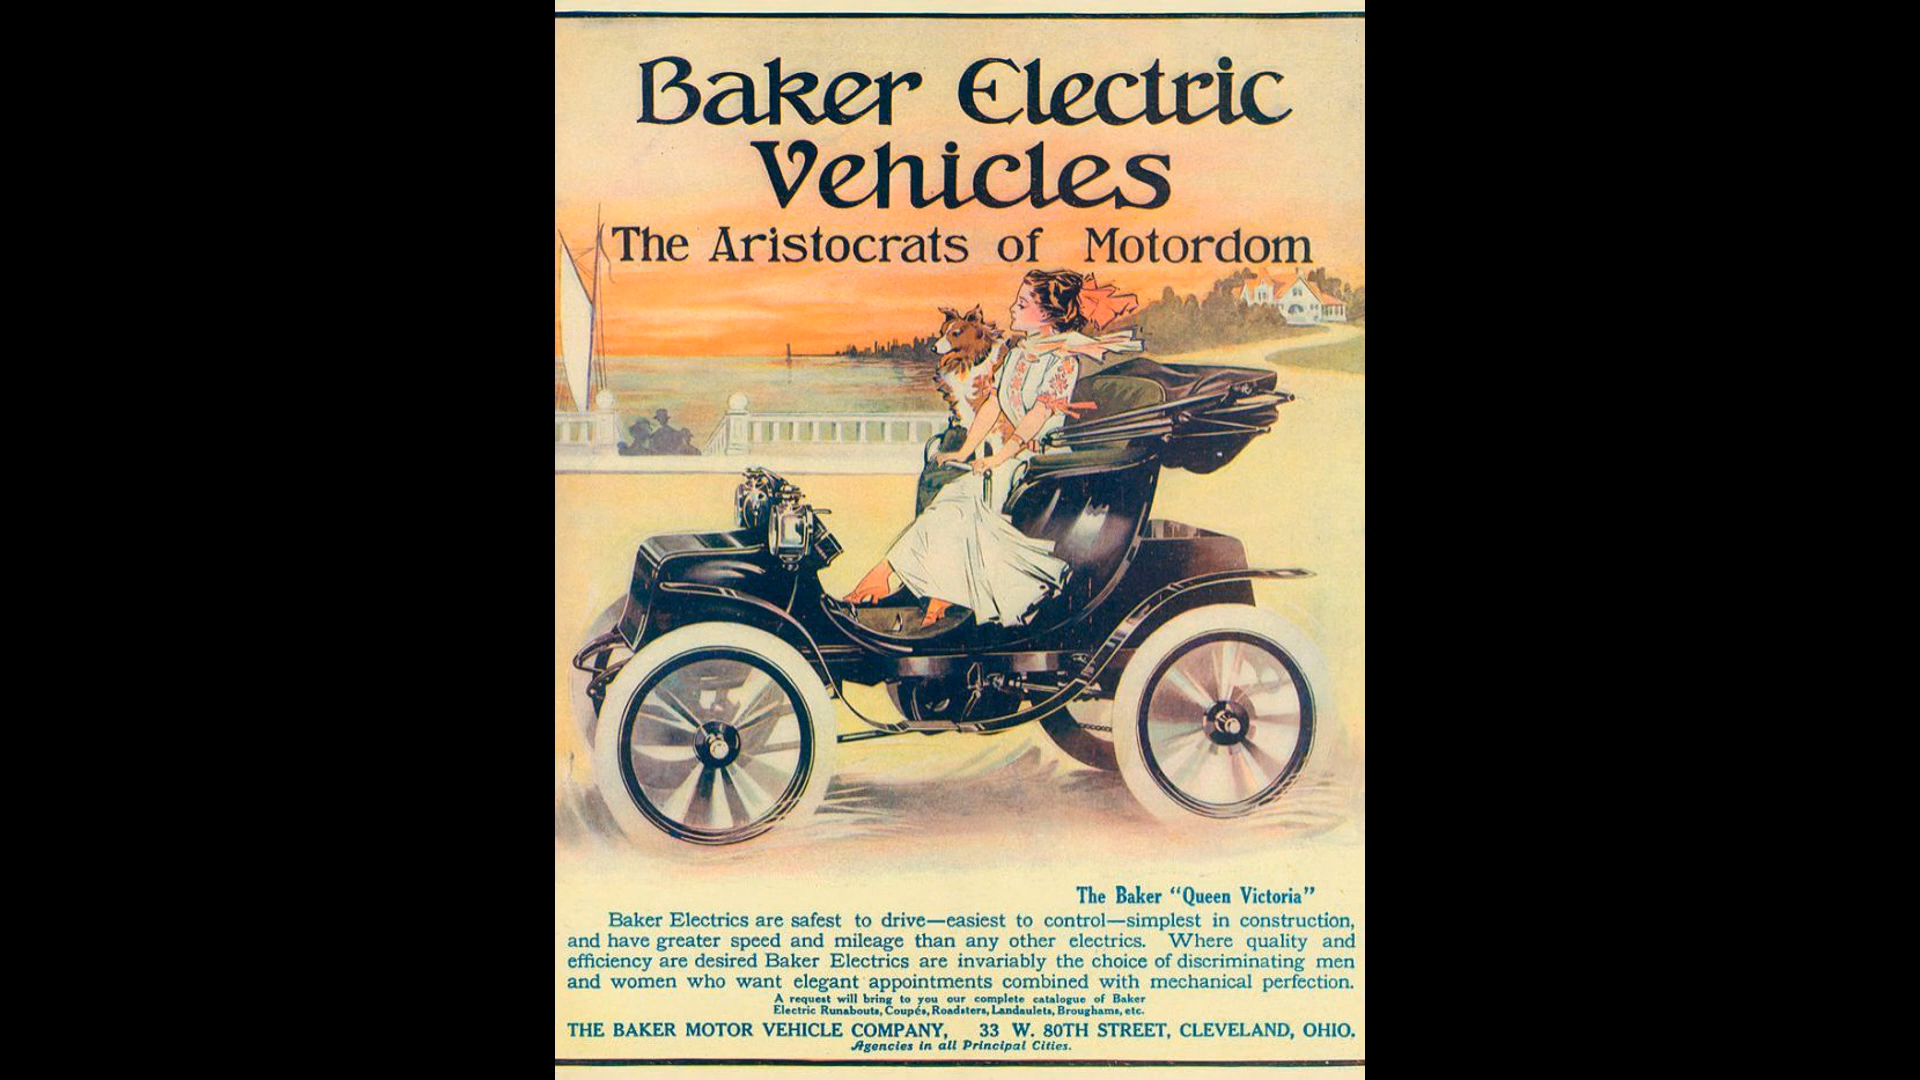 Baker Electric
Vehicles
The Aristocrats of Motordom
The Baker "Queen Victoria"
Baker Electrics are safest to drive—easiest to control—simplest in construction,
and have greater speed and mileage than any other electrics. Where quality and
efficiency are desired Baker Electrics are invariably the choice of discriminating men
and women who want elegant appointments combined with mechanical perfection.
A request will bring to you our complete catalogue of Baker
Electric Runabouts, Coupés, Roadsters, Landaulets, Broughams, etc.
THE BAKER MOTOR VEHICLE COMPANY, 33 W. 80TH STREET, CLEVELAND, OHIO.
Agencies in all Principal Cities.